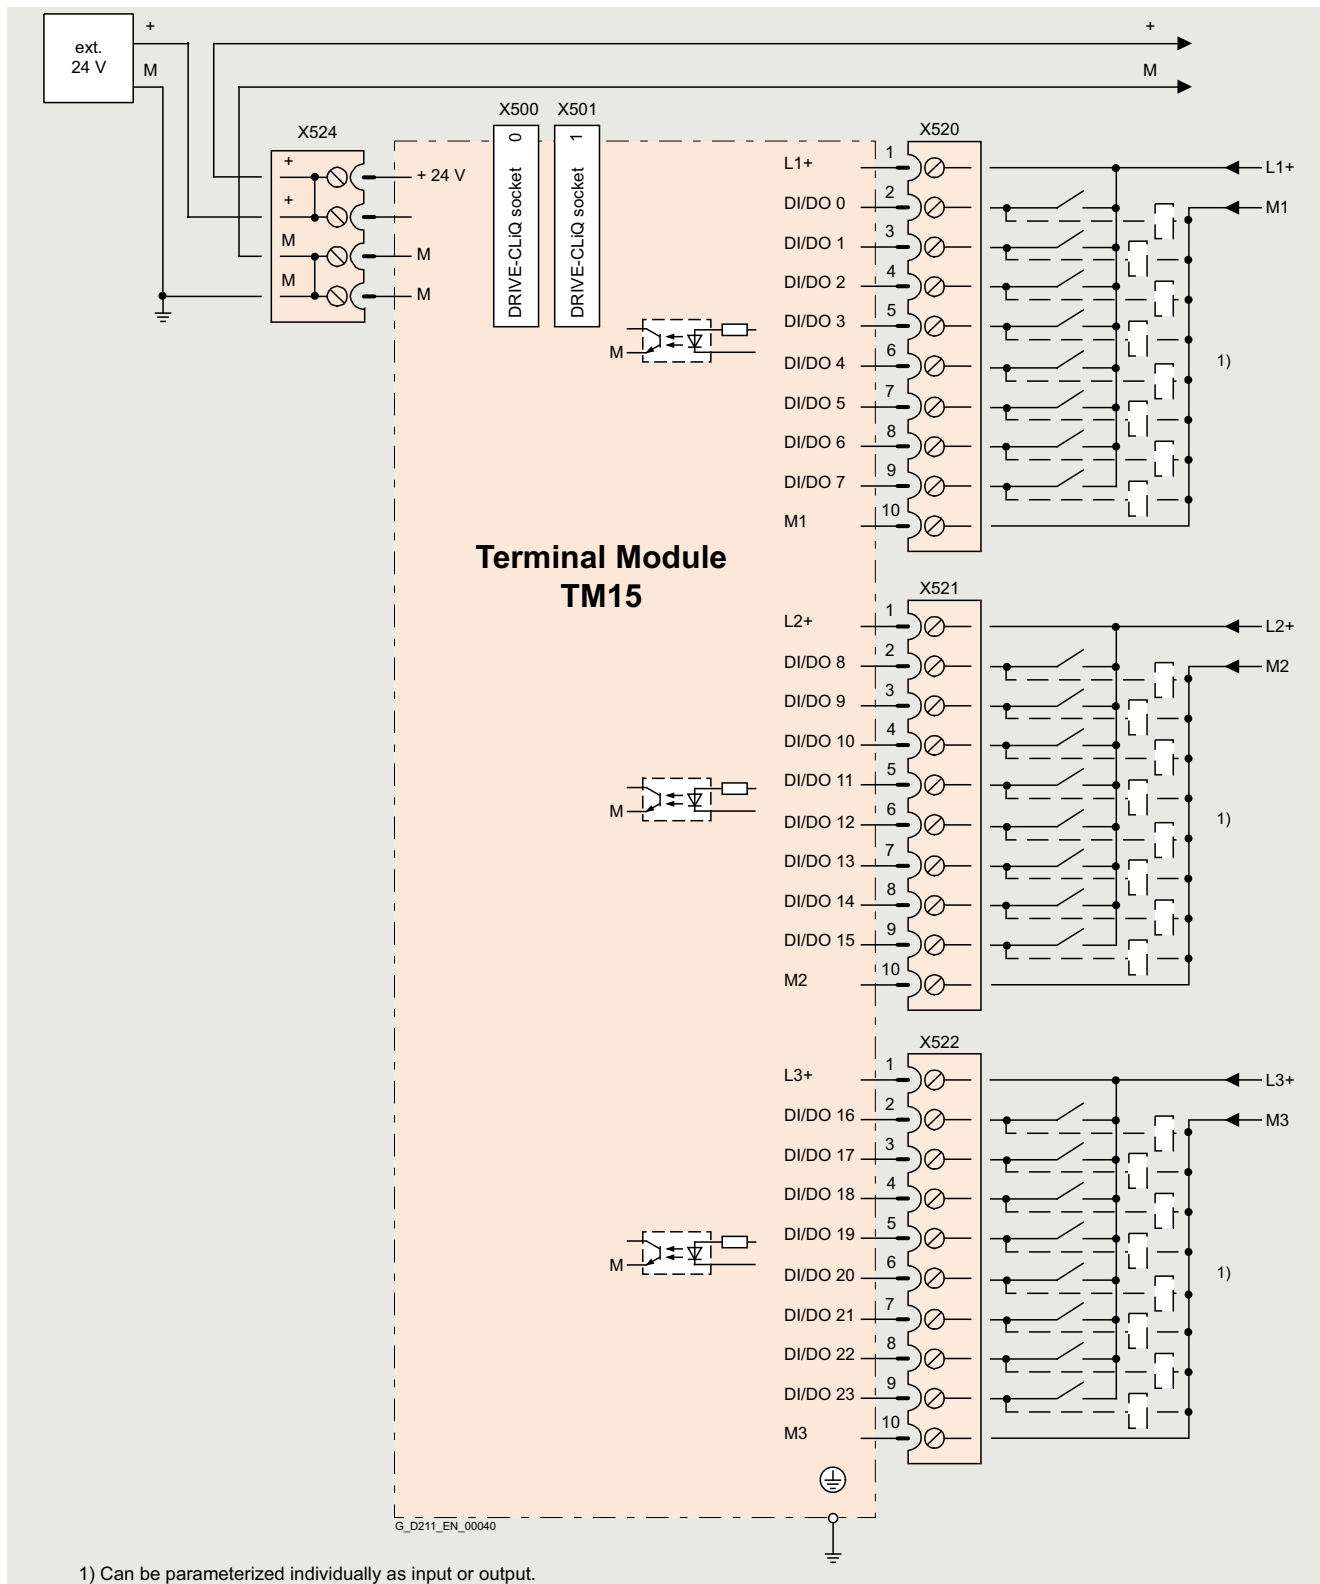 ext.
24 V
+
M
+
M
X524
+
+
M
M
+ 24 V
M
M
X500
X501
DRIVE-CLiQ socket 0
DRIVE-CLiQ socket 1
Terminal Module
TM15
X520
L1+ 1
DI/DO 0 2
DI/DO 1 3
DI/DO 2 4
DI/DO 3 5
DI/DO 4 6
DI/DO 5 7
DI/DO 6 8
DI/DO 7 9
M1 10
L1+
M1
1)
M
X521
L2+ 1
DI/DO 8 2
DI/DO 9 3
DI/DO 10 4
DI/DO 11 5
DI/DO 12 6
DI/DO 13 7
DI/DO 14 8
DI/DO 15 9
M2 10
L2+
M2
1)
M
X522
L3+ 1
DI/DO 16 2
DI/DO 17 3
DI/DO 18 4
DI/DO 19 5
DI/DO 20 6
DI/DO 21 7
DI/DO 22 8
DI/DO 23 9
M3 10
L3+
M3
1)
M
G_D211_EN_00040
1) Can be parameterized individually as input or output.